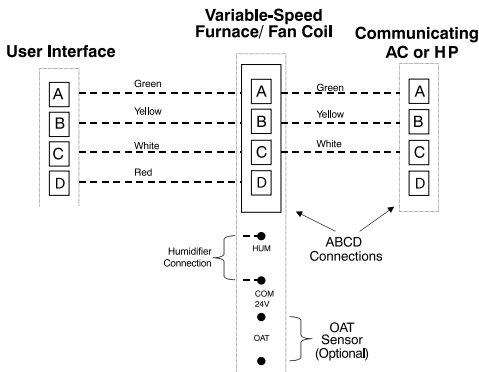 Variable-Speed
Furnace/ Fan Coil
Communicating
AC or HP
User Interface
A Green A Green A
B Yellow B Yellow B
C White C White C
D Red D D
HUM
Humidifier
Connection
ABCD
Connections
COM
24V
OAT
OAT
Sensor
(Optional)